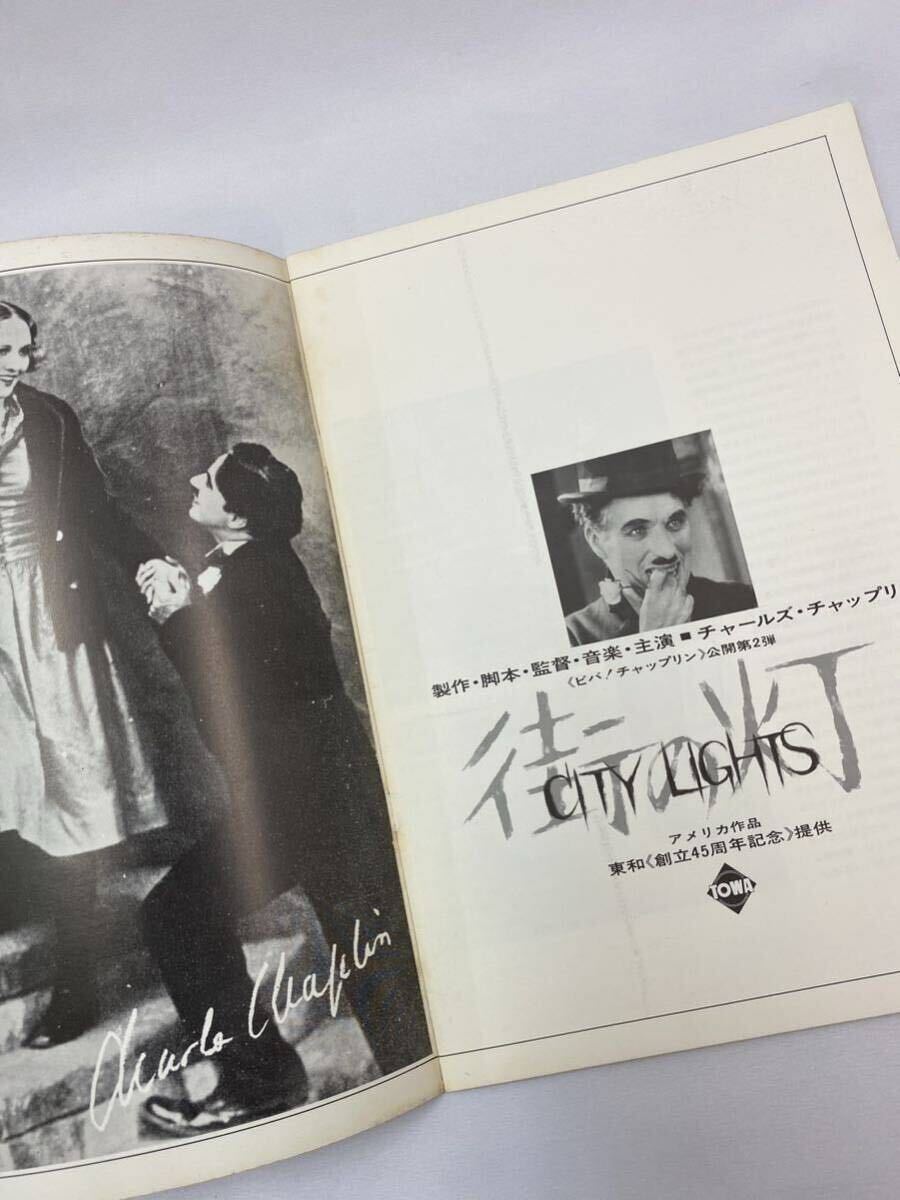 Charles Chaplin
製作・脚本・監督・音楽・主演■チャールズ・チャップリ
《ビバ!チャップリン》公開第2弾
街の灯
CITY LIGHTS
アメリカ作品
東和《創立45周年記念》提供
TOWA